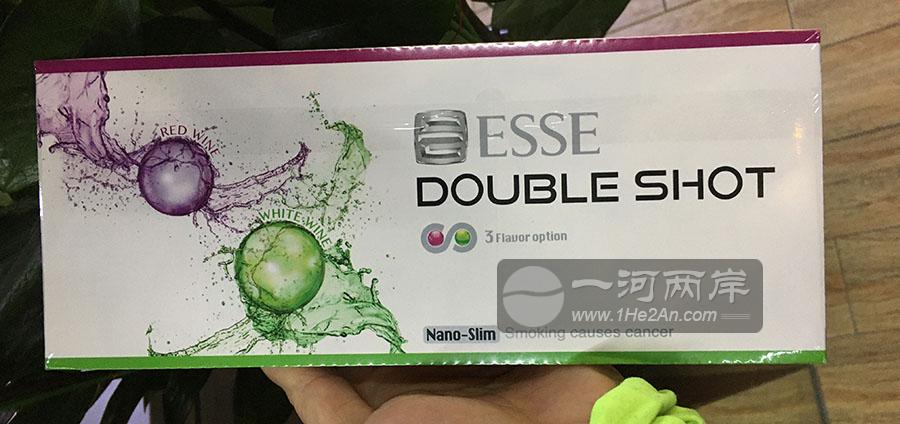 RED WINE
WHITE WINE
ESSE
DOUBLE SHOT
3 Flavor option
一河两岸
www.1He2An.com
Nano-Slim Smoking causes cancer